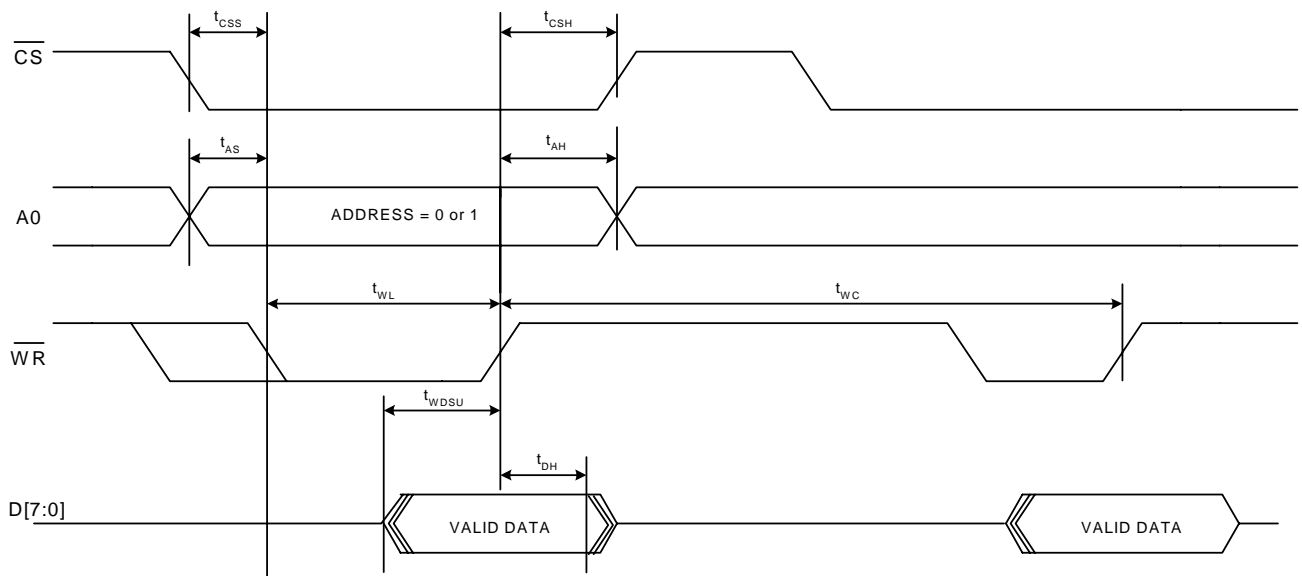 tCSS
tCSH
CS
tAS
tAH
A0
ADDRESS = 0 or 1
tWL
tWC
WR
tWDSU
tDH
D[7:0]
VALID DATA
VALID DATA